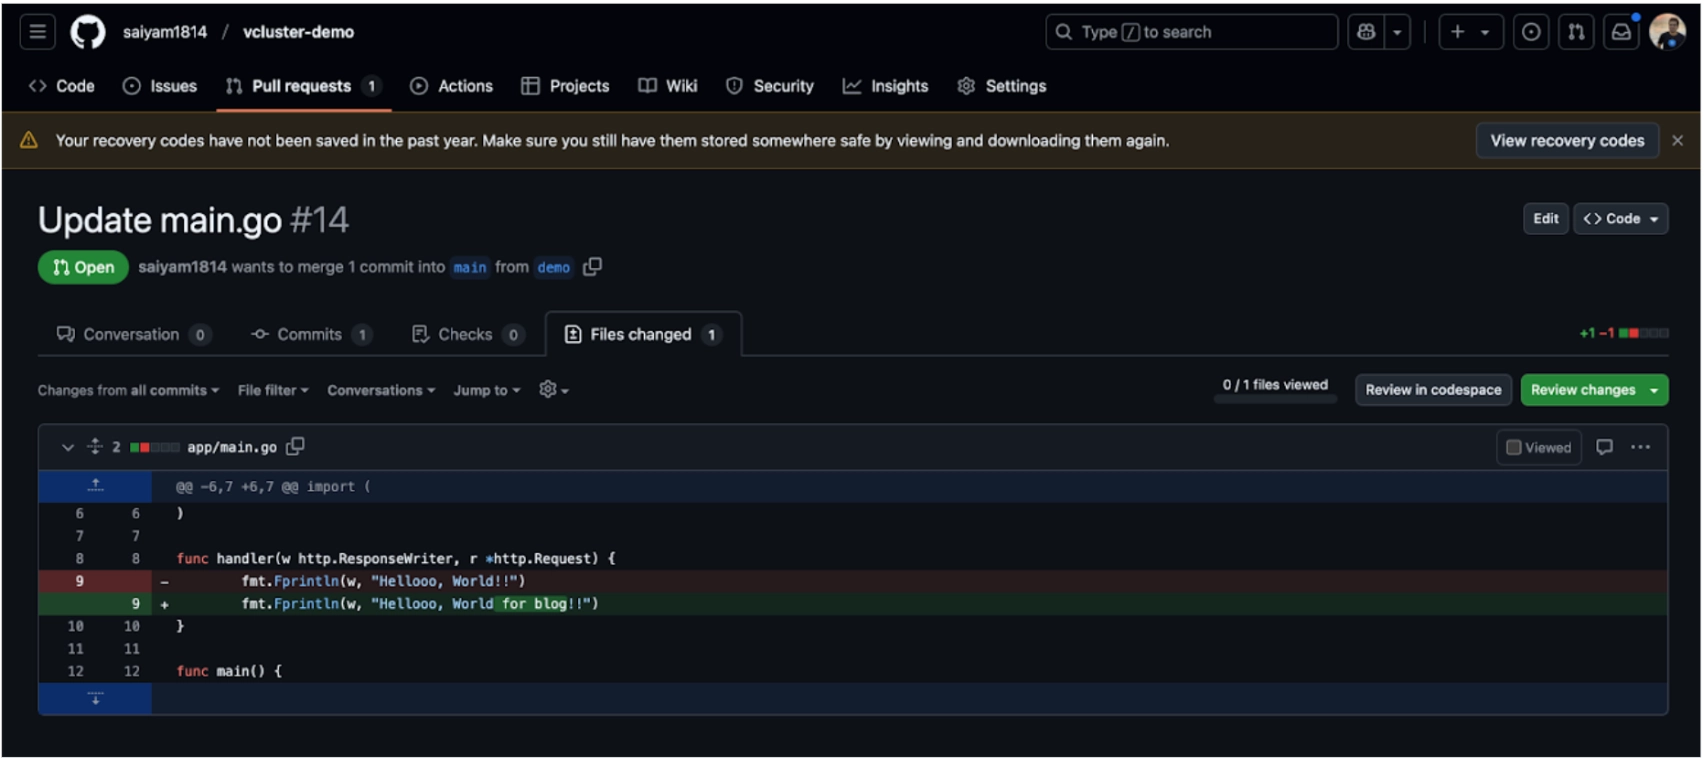 saiyam1814 / vcluster-demo
Type / to search
Code Issues Pull requests 1 Actions Projects Wiki Security Insights Settings
Your recovery codes have not been saved in the past year. Make sure you still have them stored somewhere safe by viewing and downloading them again. View recovery codes
Update main.go #14
Edit <> Code
Open saiyam1814 wants to merge 1 commit into main from demo
Conversation 0 Commits 1 Checks 0 Files changed 1
+1 −1
Changes from all commits File filter Conversations Jump to
0 / 1 files viewed Review in codespace Review changes
2 app/main.go Viewed
@@ -6,7 +6,7 @@ import (
6 6 )
7 7
8 8 func handler(w http.ResponseWriter, r *http.Request) {
9 - fmt.Fprintln(w, "Hellooo, World!!")
9 + fmt.Fprintln(w, "Hellooo, World for blog!!")
10 10 }
11 11
12 12 func main() {